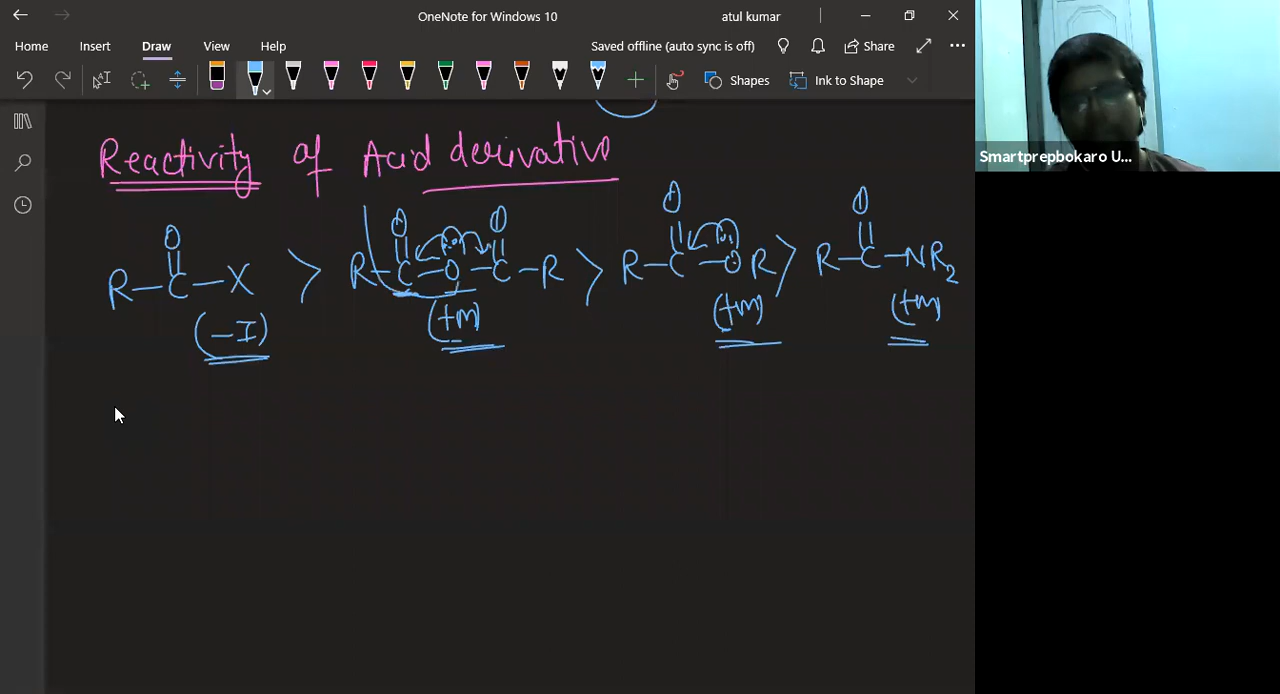 OneNote for Windows 10
atul kumar
Home Insert Draw View Help
Saved offline (auto sync is off) Share
Shapes Ink to Shape
Smartprepbokaro U...
Reactivity of Acid derivative
O O O O O
R-C-X > R-C-O-C-R > R-C-OR > R-C-NR2
(-I) (+M) (+M) (+M)